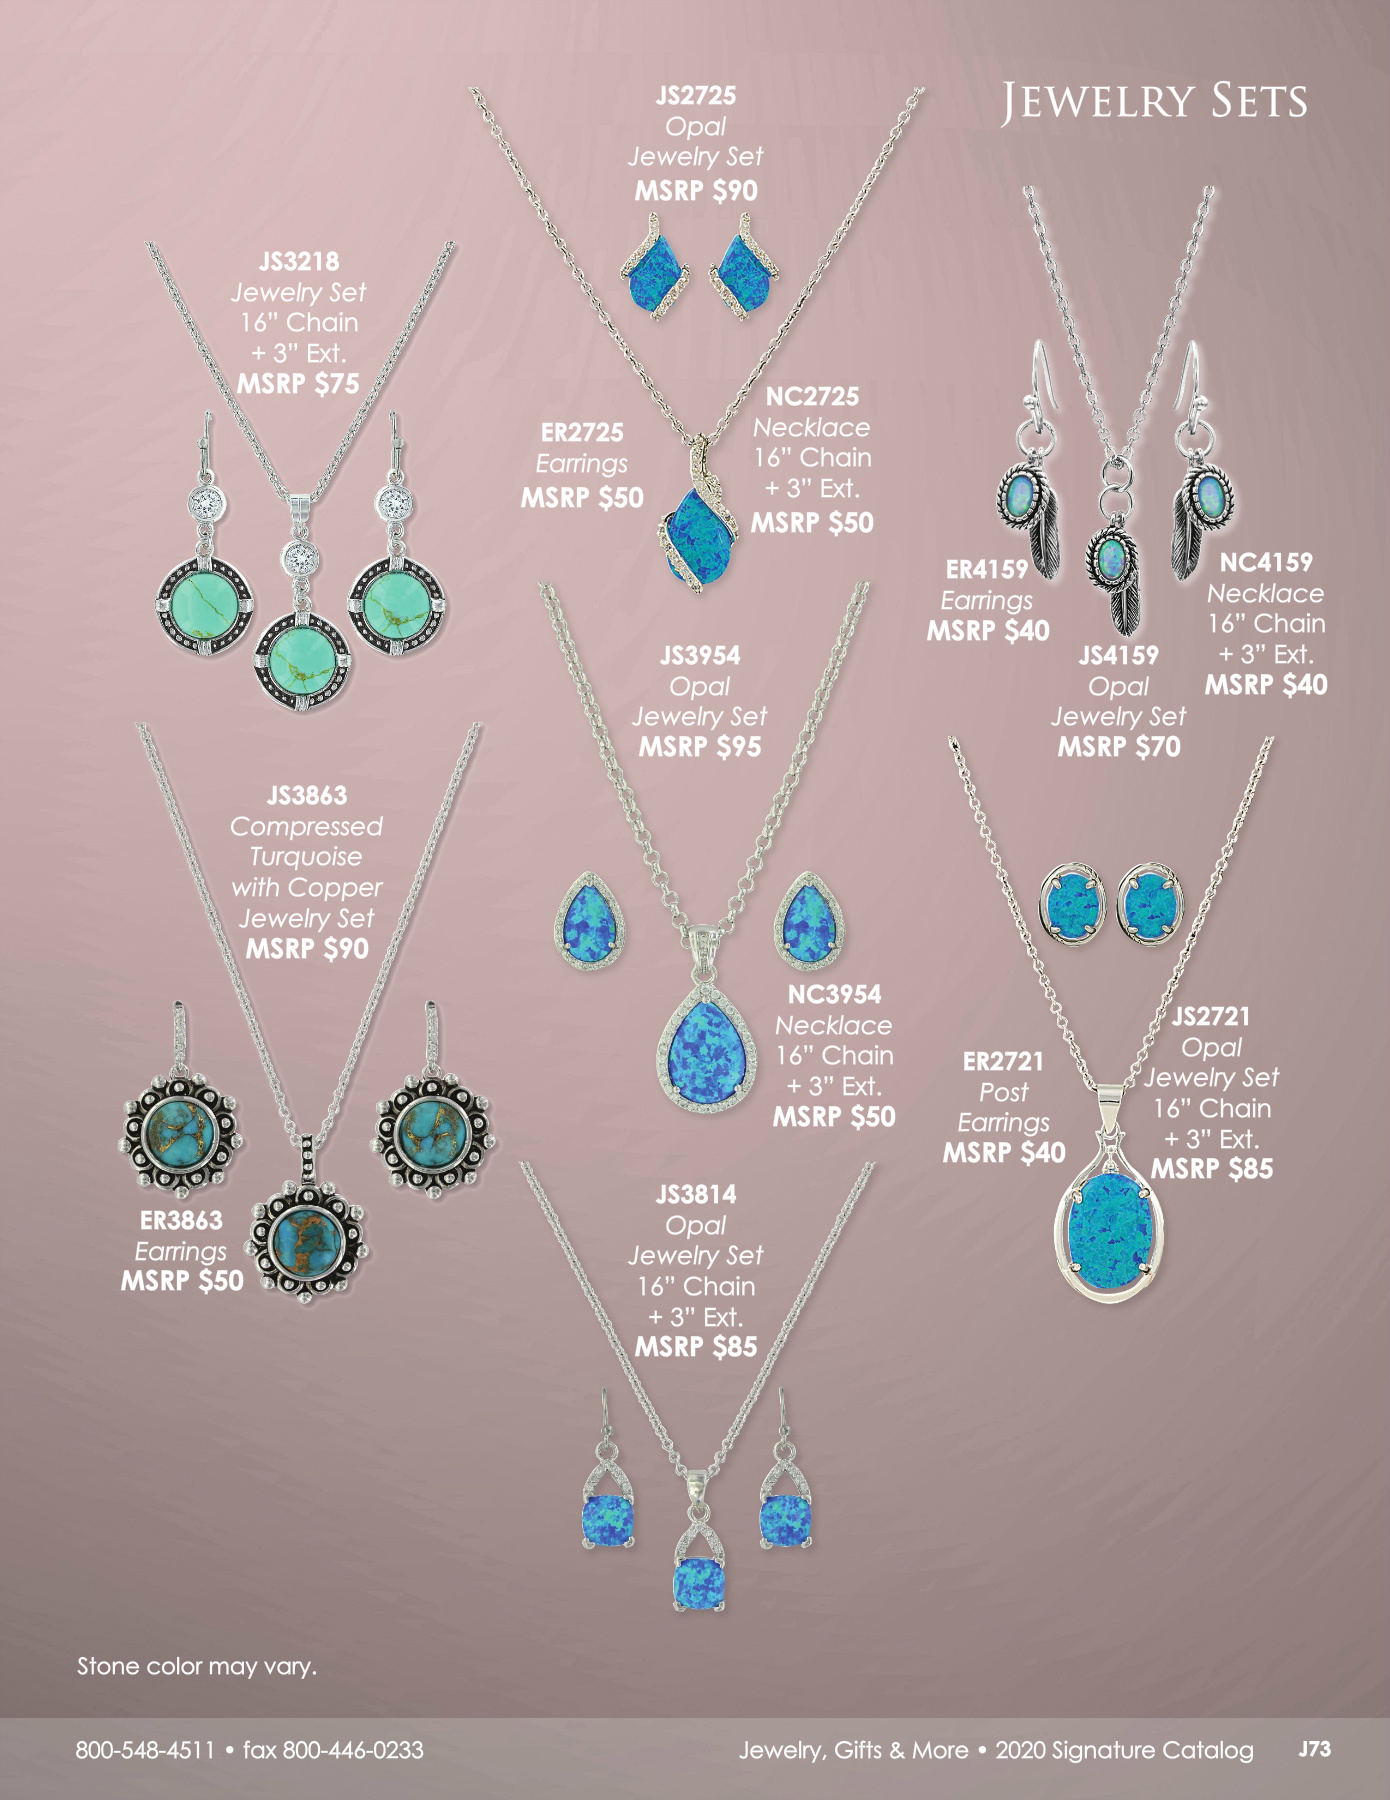 JEWELRY SETS
JS2725
Opal
Jewelry Set
MSRP $90
JS3218
Jewelry Set
16” Chain
+ 3” Ext.
MSRP $75
ER2725
Earrings
MSRP $50
NC2725
Necklace
16” Chain
+ 3” Ext.
MSRP $50
ER4159
Earrings
MSRP $40
NC4159
Necklace
16” Chain
+ 3” Ext.
MSRP $40
JS4159
Opal
Jewelry Set
MSRP $70
JS3954
Opal
Jewelry Set
MSRP $95
JS3863
Compressed
Turquoise
with Copper
Jewelry Set
MSRP $90
NC3954
Necklace
16” Chain
+ 3” Ext.
MSRP $50
ER2721
Post
Earrings
MSRP $40
JS2721
Opal
Jewelry Set
16” Chain
+ 3” Ext.
MSRP $85
ER3863
Earrings
MSRP $50
JS3814
Opal
Jewelry Set
16” Chain
+ 3” Ext.
MSRP $85
Stone color may vary.
800-548-4511 • fax 800-446-0233
Jewelry, Gifts & More • 2020 Signature Catalog J73